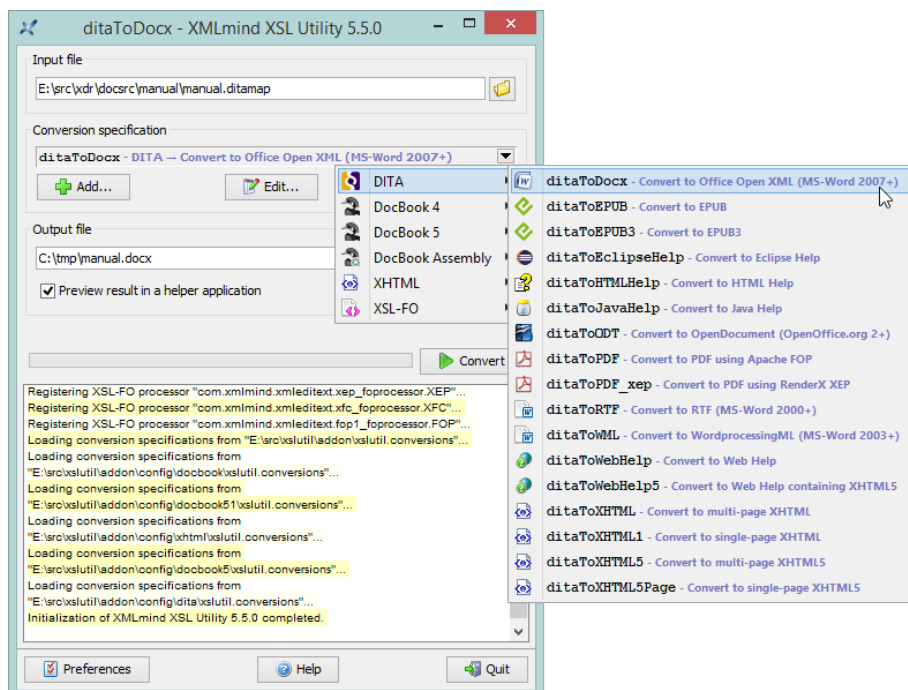 ditaToDocx - XMLmind XSL Utility 5.5.0
Input file
E:\src\xdr\docsrc\manual\manual.ditamap
Conversion specification
ditaToDocx - DITA → Convert to Office Open XML (MS-Word 2007+)
Add...
Edit...
Output file
C:\tmp\manual.docx
Preview result in a helper application
Convert
DITA
DocBook 4
DocBook 5
DocBook Assembly
XHTML
XSL-FO
ditaToDocx - Convert to Office Open XML (MS-Word 2007+)
ditaToEPUB - Convert to EPUB
ditaToEPUB3 - Convert to EPUB3
ditaToEclipseHelp - Convert to Eclipse Help
ditaToHTMLHelp - Convert to HTML Help
ditaToJavaHelp - Convert to Java Help
ditaToODT - Convert to OpenDocument (OpenOffice.org 2+)
ditaToPDF - Convert to PDF using Apache FOP
ditaToPDF_xep - Convert to PDF using RenderX XEP
ditaToRTF - Convert to RTF (MS-Word 2000+)
ditaToWML - Convert to WordprocessingML (MS-Word 2003+)
ditaToWebHelp - Convert to Web Help
ditaToWebHelp5 - Convert to Web Help containing XHTML5
ditaToXHTML - Convert to multi-page XHTML
ditaToXHTML1 - Convert to single-page XHTML
ditaToXHTML5 - Convert to multi-page XHTML5
ditaToXHTML5Page - Convert to single-page XHTML5
Registering XSL-FO processor "com.xmlmind.xmleditext.xep_foprocessor.XEP"...
Registering XSL-FO processor "com.xmlmind.xmleditext.xfc_foprocessor.XFC"...
Registering XSL-FO processor "com.xmlmind.xmleditext.fop1_foprocessor.FOP"...
Loading conversion specifications from "E:\src\xslutil\addon\xslutil.conversions"...
Loading conversion specifications from
"E:\src\xslutil\addon\config\docbook\xslutil.conversions"...
Loading conversion specifications from
"E:\src\xslutil\addon\config\docbook51\xslutil.conversions"...
Loading conversion specifications from
"E:\src\xslutil\addon\config\xhtml\xslutil.conversions"...
Loading conversion specifications from
"E:\src\xslutil\addon\config\docbook5\xslutil.conversions"...
Loading conversion specifications from
"E:\src\xslutil\addon\config\dita\xslutil.conversions"...
Initialization of XMLmind XSL Utility 5.5.0 completed.
Preferences
Help
Quit